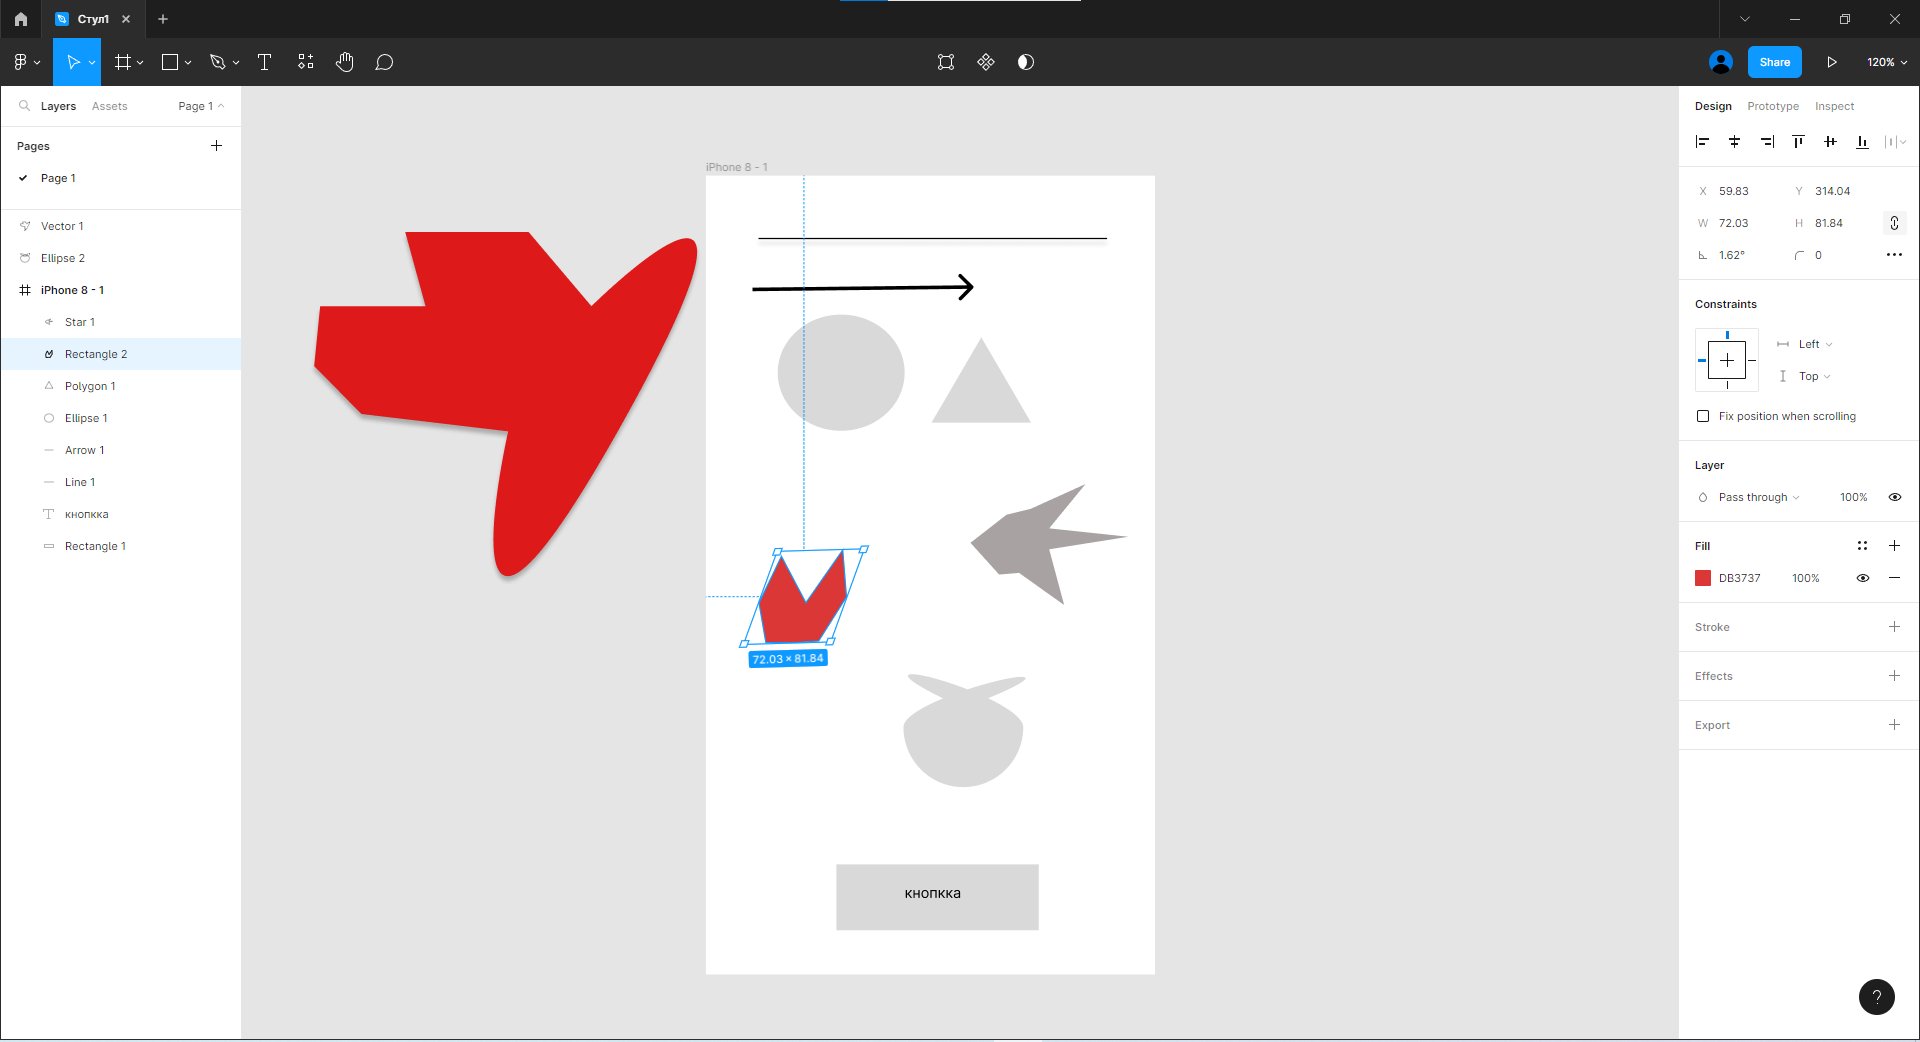 Стул1
Share
120%
Layers
Assets
Page 1
Pages
Page 1
Vector 1
Ellipse 2
iPhone 8 - 1
Star 1
Rectangle 2
Polygon 1
Ellipse 1
Arrow 1
Line 1
кнопкка
Rectangle 1
iPhone 8 - 1
72.03 × 81.84
кнопкка
Design
Prototype
Inspect
X 59.83
Y 314.04
W 72.03
H 81.84
1.62°
0
Constraints
Left
Top
Fix position when scrolling
Layer
Pass through
100%
Fill
DB3737
100%
Stroke
Effects
Export
?